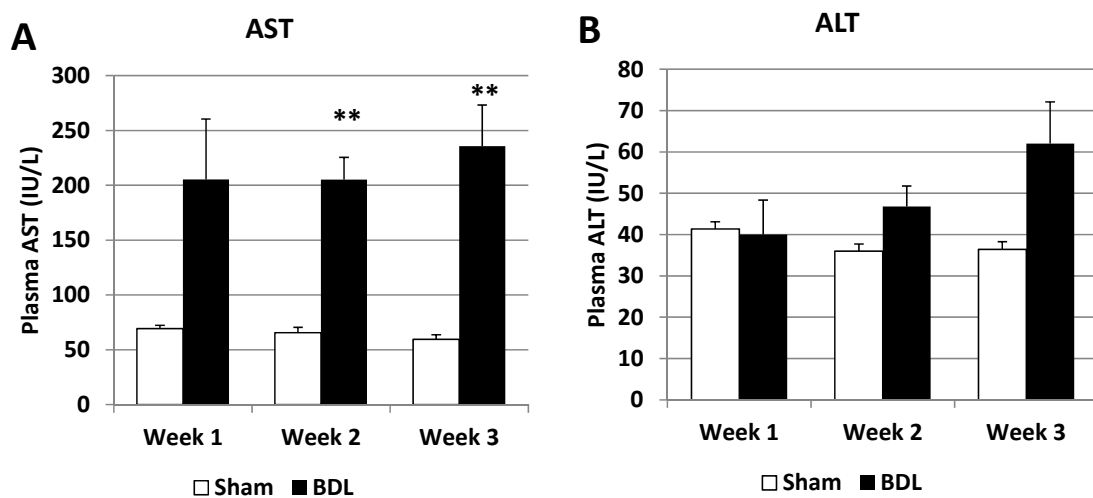 A
AST
Plasma AST (IU/L)
300
250
200
150
100
50
0
**
**
Week 1 Week 2 Week 3
Sham BDL
B
ALT
Plasma ALT (IU/L)
80
70
60
50
40
30
20
10
0
Week 1 Week 2 Week 3
Sham BDL